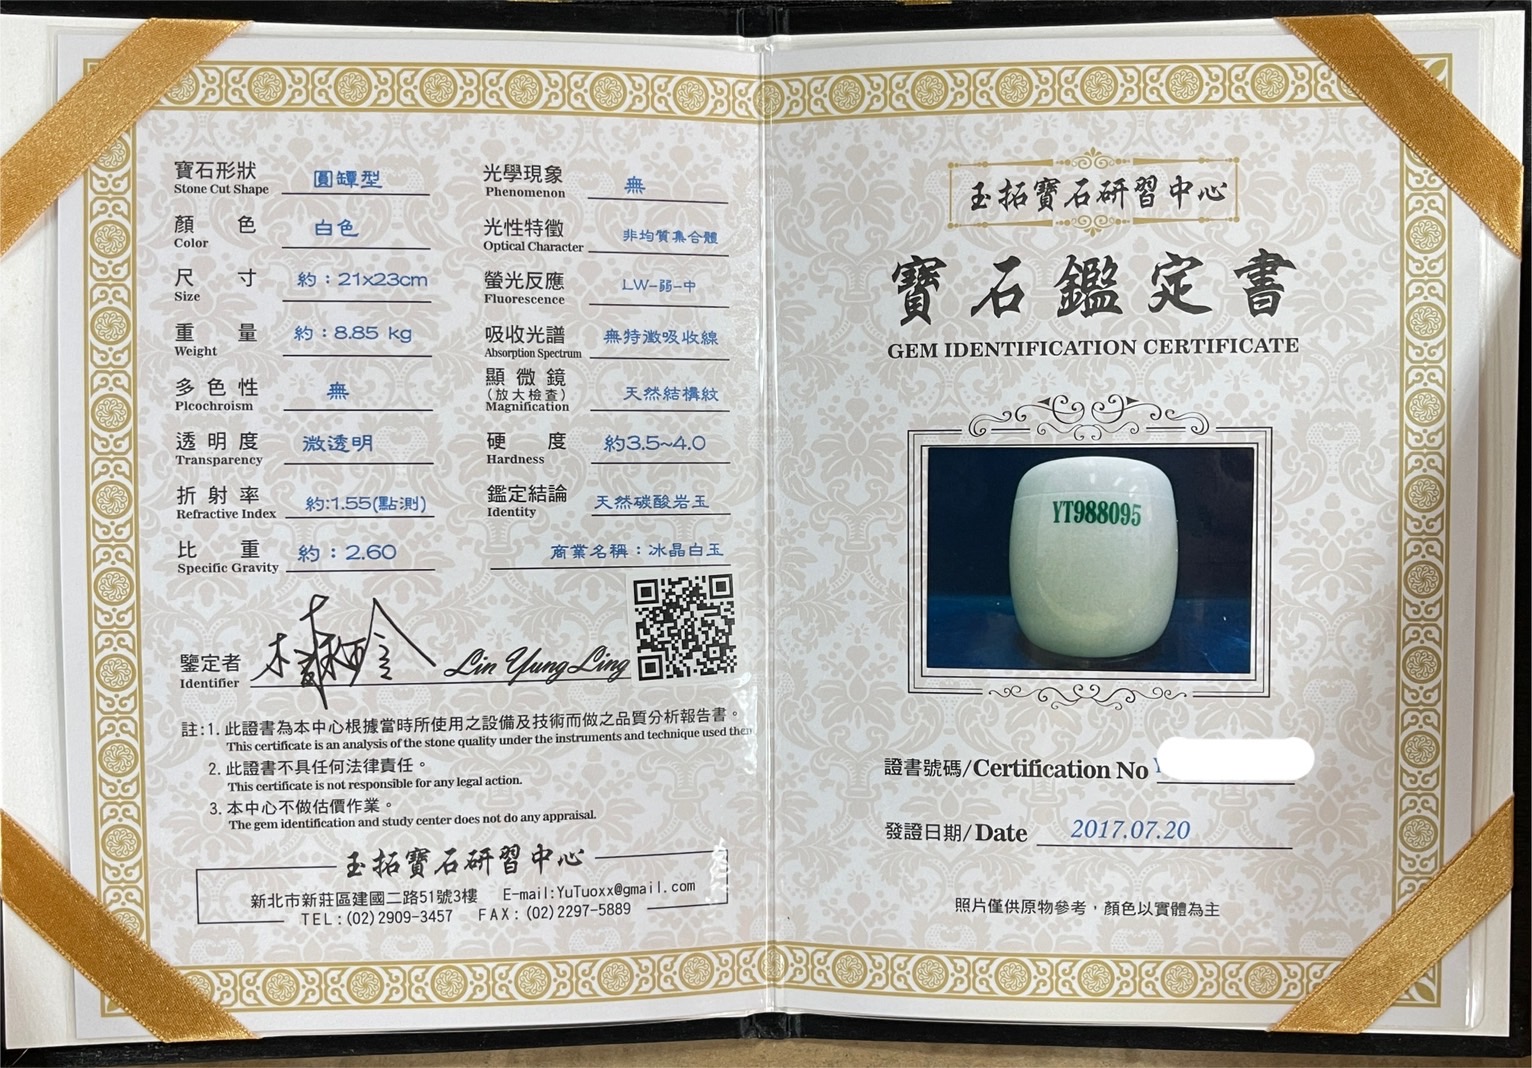 寶石形狀 圓罈型
Stone Cut Shape
顏色 白色
Color
尺寸 約：21x23cm
Size
重量 約：8.85 kg
Weight
多色性 無
Plcochroism
透明度 微透明
Transparency
折射率 約:1.55(點測)
Refractive Index
比重 約：2.60
Specific Gravity
光學現象 無
Phenomenon
光性特徵 非均質集合體
Optical Character
螢光反應 LW-弱-中
Fluorescence
吸收光譜 無特徵吸收線
Absorption Spectrum
顯微鏡 天然結構紋
(放大檢查)
Magnification
硬度 約3.5~4.0
Hardness
鑑定結論 天然碳酸岩玉
Identity
商業名稱：冰晶白玉
鑒定者 Lin Yung Ling
Identifier
註:1. 此證書為本中心根據當時所使用之設備及技術而做之品質分析報告書。
This certificate is an analysis of the stone quality under the instruments and technique used then
2. 此證書不具任何法律責任。
This certificate is not responsible for any legal action.
3. 本中心不做估價作業。
The gem identification and study center does not do any appraisal.
玉拓寶石研習中心
新北市新莊區建國二路51號3樓 E-mail:YuTuoxx@gmail.com
TEL:(02)2909-3457 FAX:(02)2297-5889
玉拓寶石研習中心
寶石鑑定書
GEM IDENTIFICATION CERTIFICATE
YT988095
證書號碼/Certification No Y
發證日期/Date 2017.07.20
照片僅供原物參考，顏色以實體為主